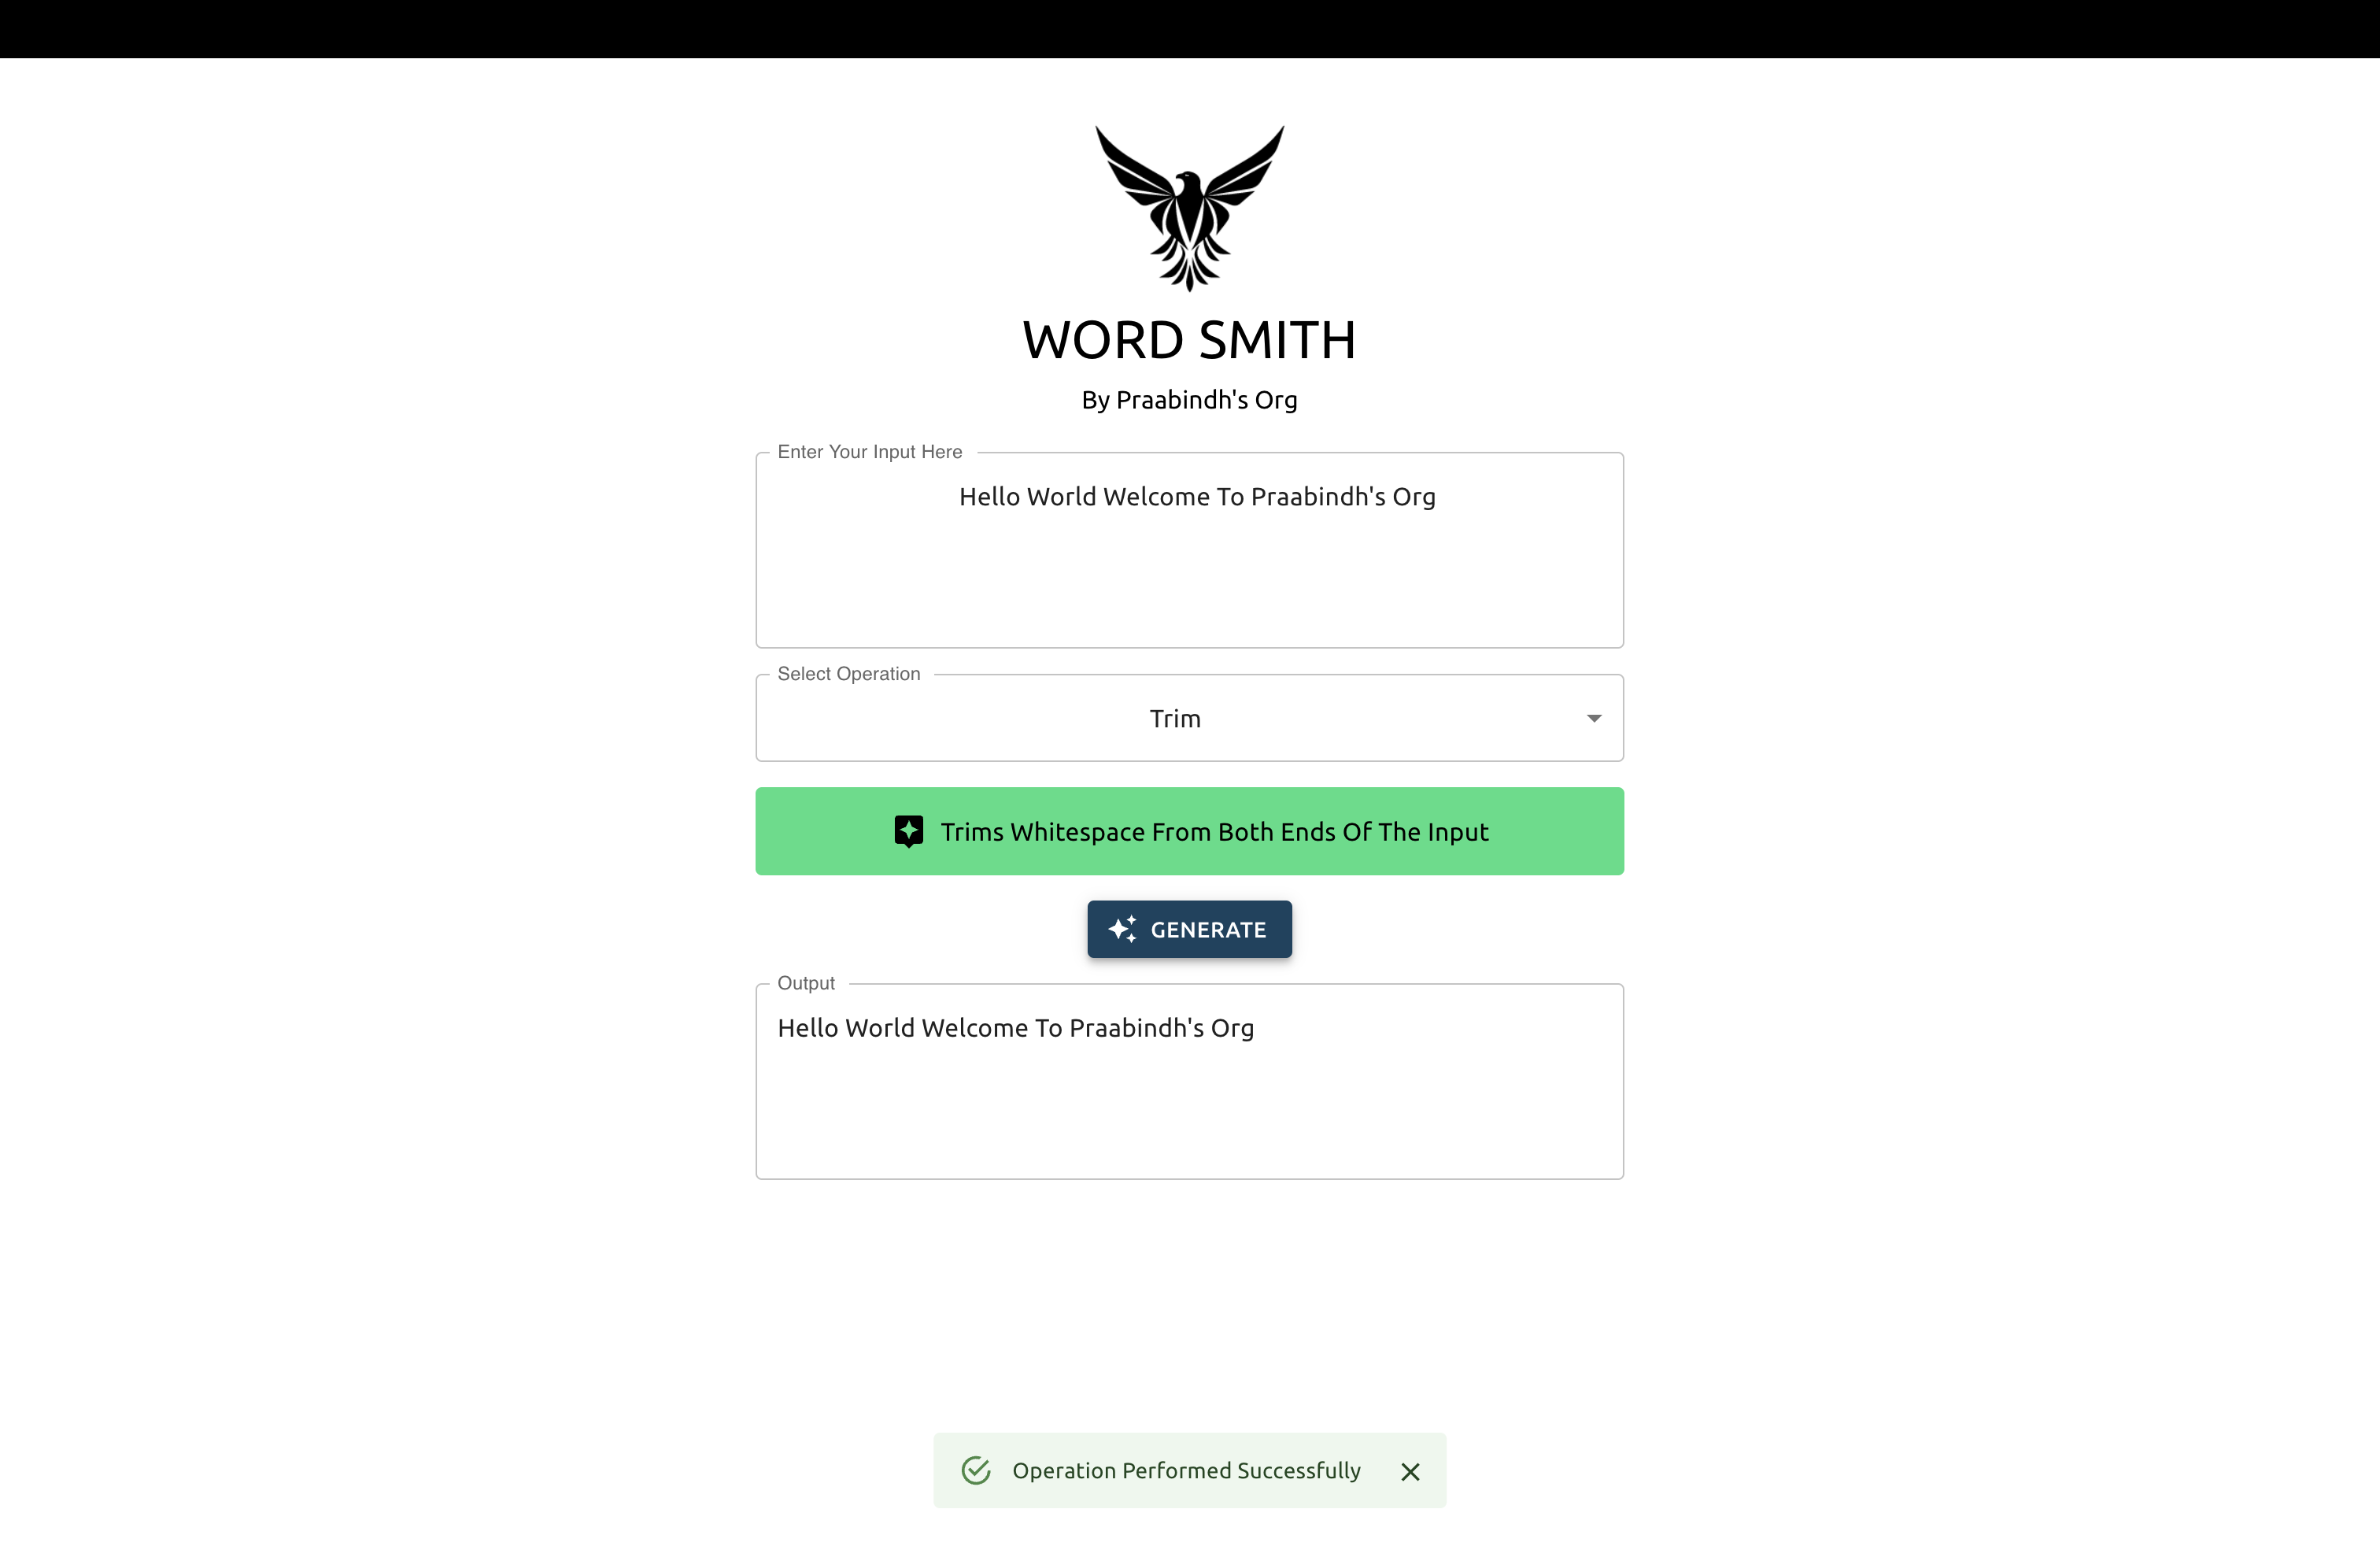 WORD SMITH
By Praabindh's Org
Enter Your Input Here
Hello World Welcome To Praabindh's Org
Select Operation
Trim
Trims Whitespace From Both Ends Of The Input
GENERATE
Output
Hello World Welcome To Praabindh's Org
Operation Performed Successfully